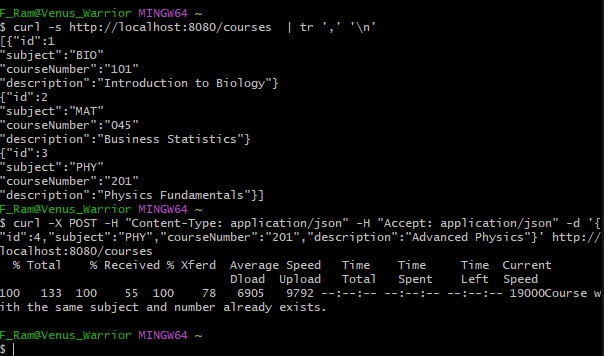 F_Ram@Venus_Warrior MINGW64 ~
$ curl -s http://localhost:8080/courses  | tr ',' '\n'
[{"id":1
"subject":"BIO"
"courseNumber":"101"
"description":"Introduction to Biology"}
{"id":2
"subject":"MAT"
"courseNumber":"045"
"description":"Business Statistics"}
{"id":3
"subject":"PHY"
"courseNumber":"201"
"description":"Physics Fundamentals"}]
F_Ram@Venus_Warrior MINGW64 ~
$ curl -X POST -H "Content-Type: application/json" -H "Accept: application/json" -d '{
"id":4,"subject":"PHY","courseNumber":"201","description":"Advanced Physics"}' http://
localhost:8080/courses
  % Total    % Received % Xferd  Average Speed   Time    Time     Time  Current
                                 Dload  Upload   Total   Spent    Left  Speed
100   133  100    55  100    78   6905   9792 --:--:-- --:--:-- --:--:-- 19000Course w
ith the same subject and number already exists.
F_Ram@Venus_Warrior MINGW64 ~
$